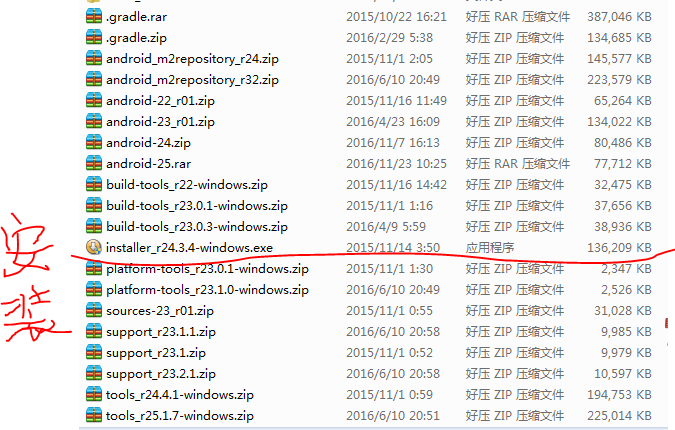 .gradle.rar 2015/10/22 16:21 好压 RAR 压缩文件 387,046 KB
.gradle.zip 2016/2/29 5:38 好压 ZIP 压缩文件 134,685 KB
android_m2repository_r24.zip 2015/11/1 2:05 好压 ZIP 压缩文件 145,577 KB
android_m2repository_r32.zip 2016/6/10 20:49 好压 ZIP 压缩文件 223,579 KB
android-22_r01.zip 2015/11/16 11:49 好压 ZIP 压缩文件 65,264 KB
android-23_r01.zip 2016/4/23 16:09 好压 ZIP 压缩文件 134,022 KB
android-24.zip 2016/11/7 16:13 好压 ZIP 压缩文件 80,486 KB
android-25.rar 2016/11/23 10:25 好压 RAR 压缩文件 77,712 KB
build-tools_r22-windows.zip 2015/11/16 14:42 好压 ZIP 压缩文件 32,475 KB
build-tools_r23.0.1-windows.zip 2015/11/1 1:16 好压 ZIP 压缩文件 37,656 KB
build-tools_r23.0.3-windows.zip 2016/4/9 5:59 好压 ZIP 压缩文件 38,936 KB
installer_r24.3.4-windows.exe 2015/11/14 3:50 应用程序 136,209 KB
platform-tools_r23.0.1-windows.zip 2015/11/1 1:30 好压 ZIP 压缩文件 2,347 KB
platform-tools_r23.1.0-windows.zip 2016/6/10 20:49 好压 ZIP 压缩文件 2,526 KB
sources-23_r01.zip 2015/11/1 0:55 好压 ZIP 压缩文件 31,028 KB
support_r23.1.1.zip 2016/6/10 20:58 好压 ZIP 压缩文件 9,985 KB
support_r23.1.zip 2015/11/1 0:52 好压 ZIP 压缩文件 9,979 KB
support_r23.2.1.zip 2016/6/10 20:58 好压 ZIP 压缩文件 10,597 KB
tools_r24.4.1-windows.zip 2015/11/1 0:59 好压 ZIP 压缩文件 194,753 KB
tools_r25.1.7-windows.zip 2016/6/10 20:51 好压 ZIP 压缩文件 225,014 KB
安装